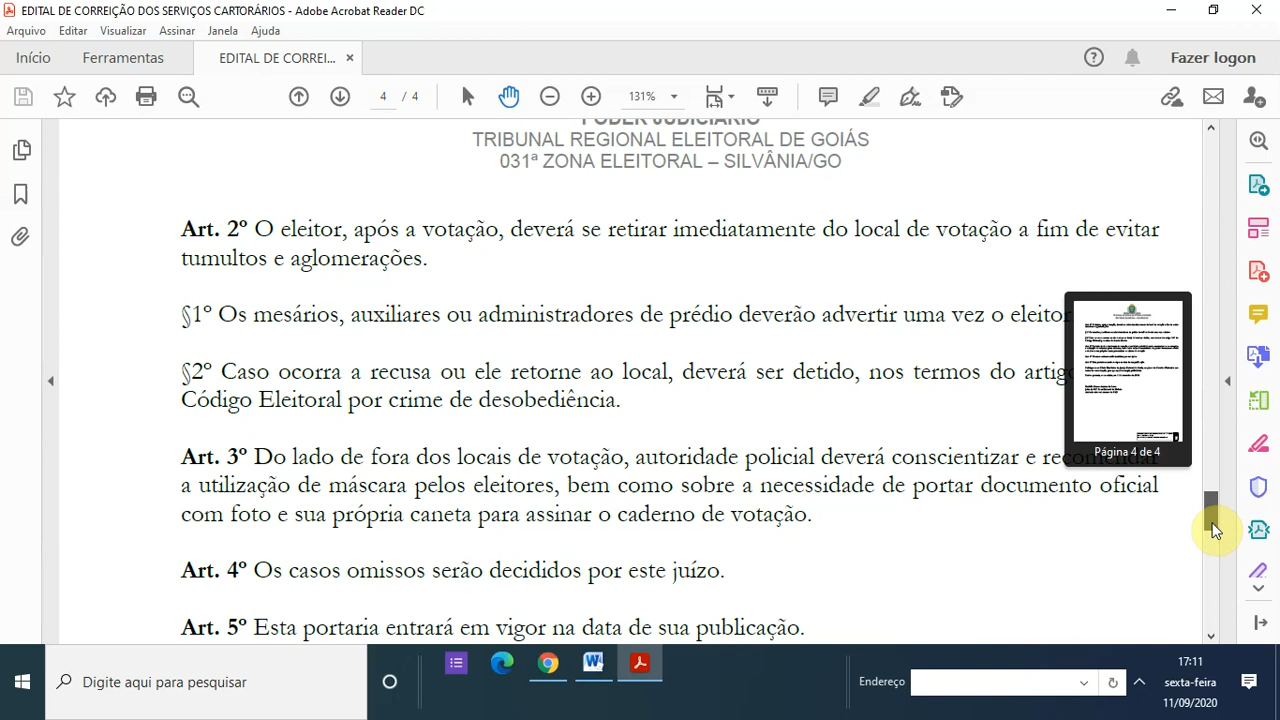 EDITAL DE CORREIÇÃO DOS SERVIÇOS CARTORÁRIOS - Adobe Acrobat Reader DC
Arquivo Editar Visualizar Assinar Janela Ajuda
Início Ferramentas EDITAL DE CORREI... × Fazer logon
4 / 4 131%
PODER JUDICIÁRIO
TRIBUNAL REGIONAL ELEITORAL DE GOIÁS
031ª ZONA ELEITORAL – SILVÂNIA/GO
Art. 2º O eleitor, após a votação, deverá se retirar imediatamente do local de votação a fim de evitar
tumultos e aglomerações.
§1º Os mesários, auxiliares ou administradores de prédio deverão advertir uma vez o eleitor
§2º Caso ocorra a recusa ou ele retorne ao local, deverá ser detido, nos termos do
Código Eleitoral por crime de desobediência.
Página 4 de 4
Art. 3º Do lado de fora dos locais de votação, autoridade policial deverá conscientizar e recomendar
a utilização de máscara pelos eleitores, bem como sobre a necessidade de portar documento oficial
com foto e sua própria caneta para assinar o caderno de votação.
Art. 4º Os casos omissos serão decididos por este juízo.
Art. 5º Esta portaria entrará em vigor na data de sua publicação.
Digite aqui para pesquisar
Endereço
17:11
sexta-feira
11/09/2020